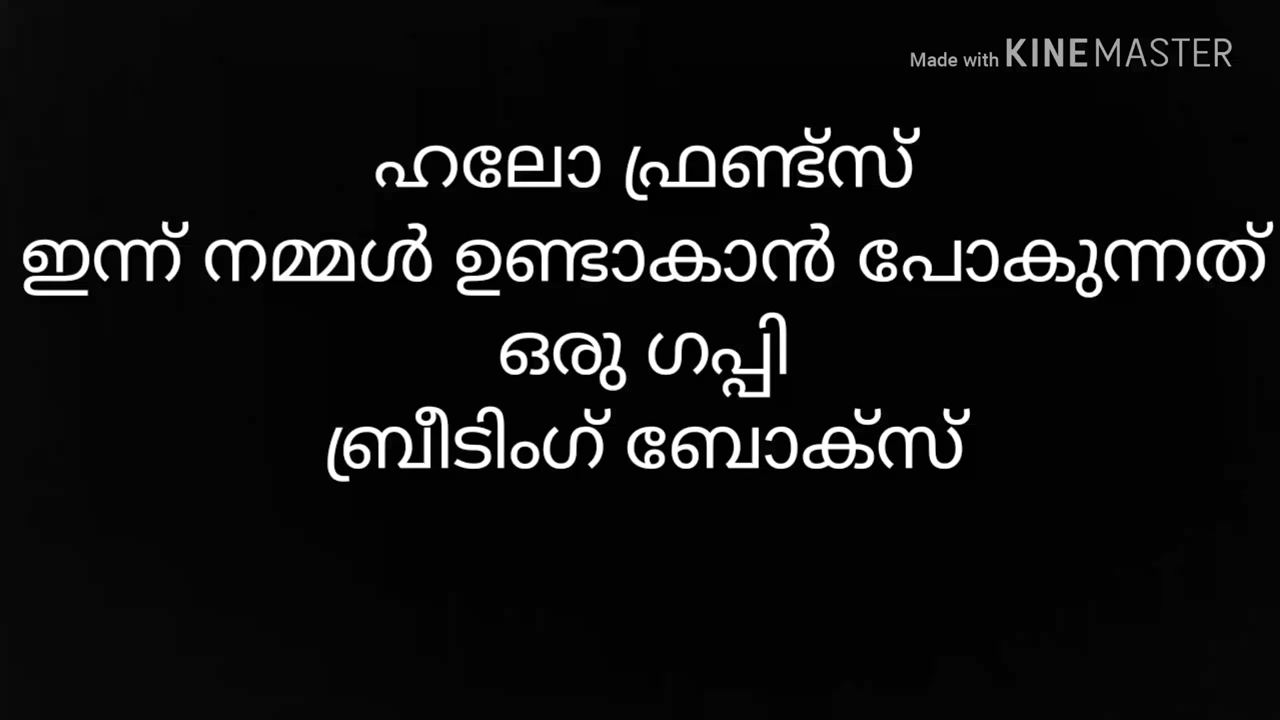 Made with KINEMASTER
ഹലോ ഫ്രണ്ട്സ്
ഇന്ന് നമ്മൾ ഉണ്ടാകാൻ പോകുന്നത്
ഒരു ഗപ്പി
ബ്രീടിംഗ് ബോക്സ്